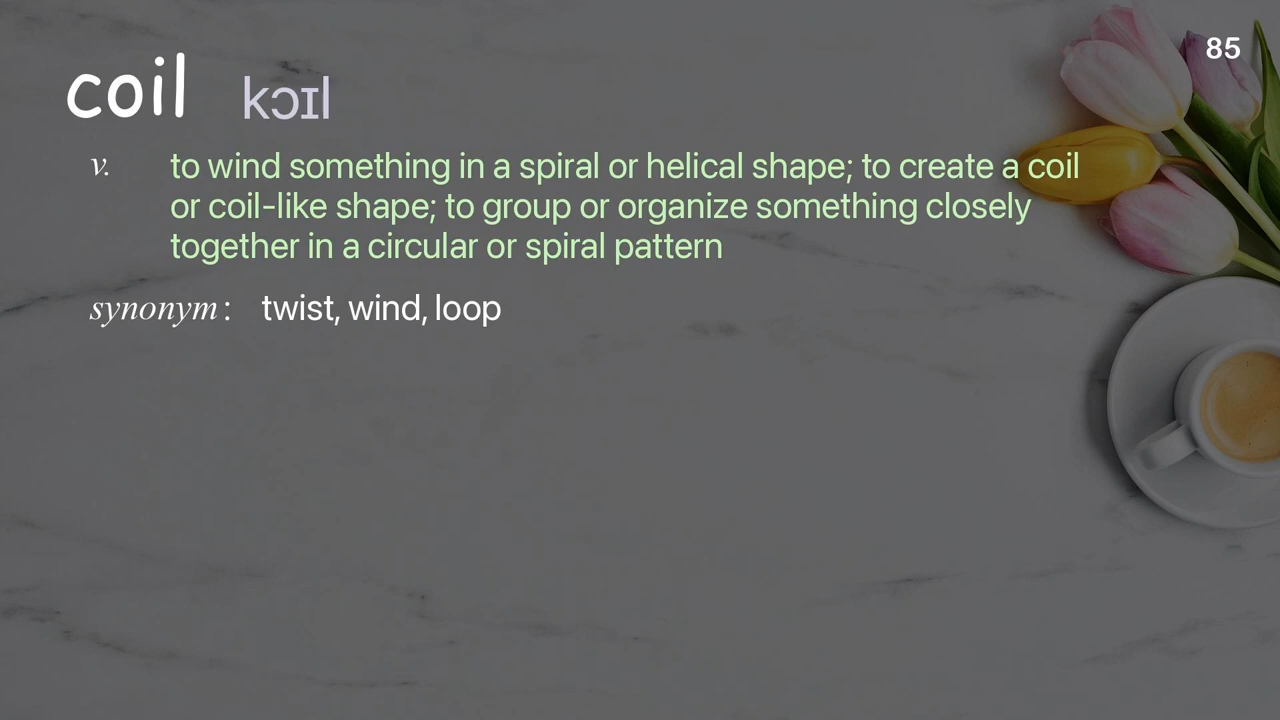 85
coil kɔɪl
v. to wind something in a spiral or helical shape; to create a coil
or coil-like shape; to group or organize something closely
together in a circular or spiral pattern
synonym: twist, wind, loop